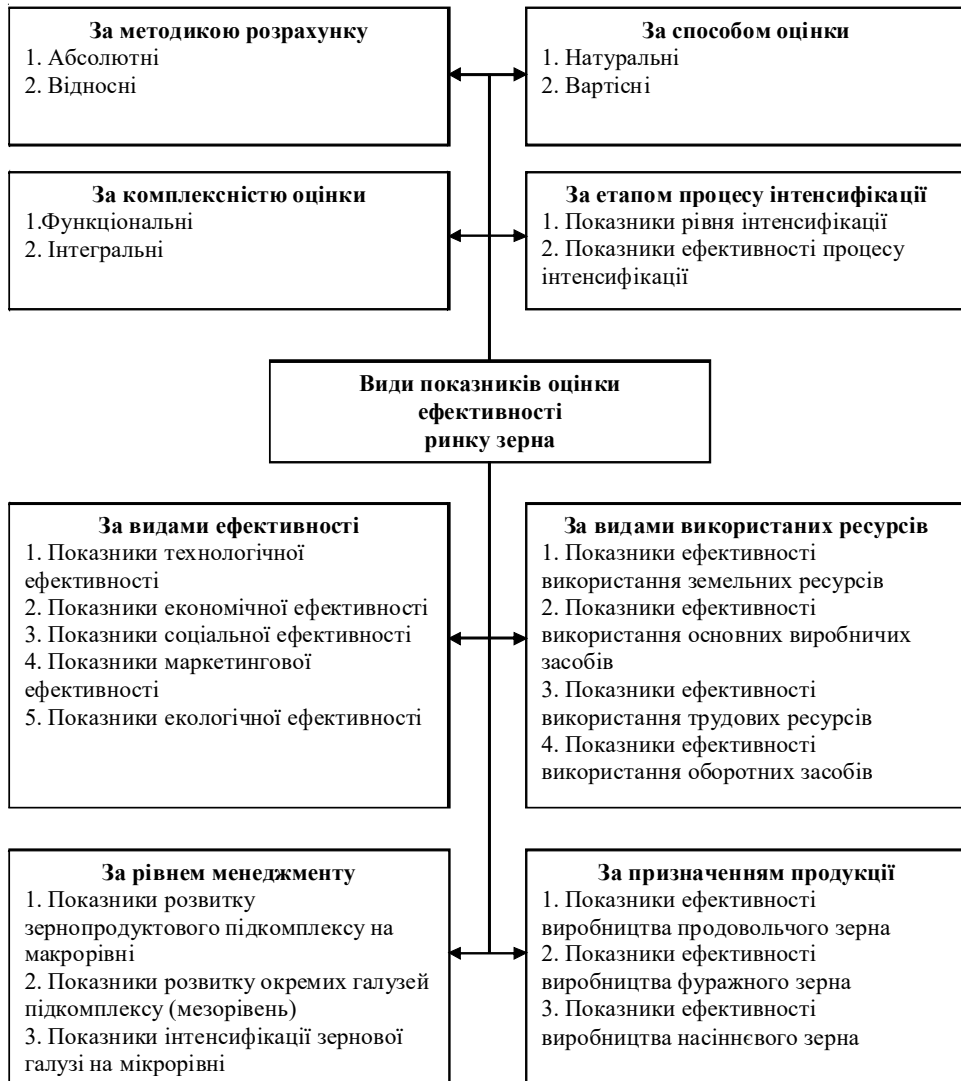 За методикою розрахунку
1. Абсолютні
2. Відносні
За способом оцінки
1. Натуральні
2. Вартісні
За комплексністю оцінки
1.Функціональні
2. Інтегральні
За етапом процесу інтенсифікації
1. Показники рівня інтенсифікації
2. Показники ефективності процесу
інтенсифікації
Види показників оцінки
ефективності
ринку зерна
За видами ефективності
1. Показники технологічної
ефективності
2. Показники економічної ефективності
3. Показники соціальної ефективності
4. Показники маркетингової
ефективності
5. Показники екологічної ефективності
За видами використаних ресурсів
1. Показники ефективності
використання земельних ресурсів
2. Показники ефективності
використання основних виробничих
засобів
3. Показники ефективності
використання трудових ресурсів
4. Показники ефективності
використання оборотних засобів
За рівнем менеджменту
1. Показники розвитку
зернопродуктового підкомплексу на
макрорівні
2. Показники розвитку окремих галузей
підкомплексу (мезорівень)
3. Показники інтенсифікації зернової
галузі на мікрорівні
За призначенням продукції
1. Показники ефективності
виробництва продовольчого зерна
2. Показники ефективності
виробництва фуражного зерна
3. Показники ефективності
виробництва насіннєвого зерна